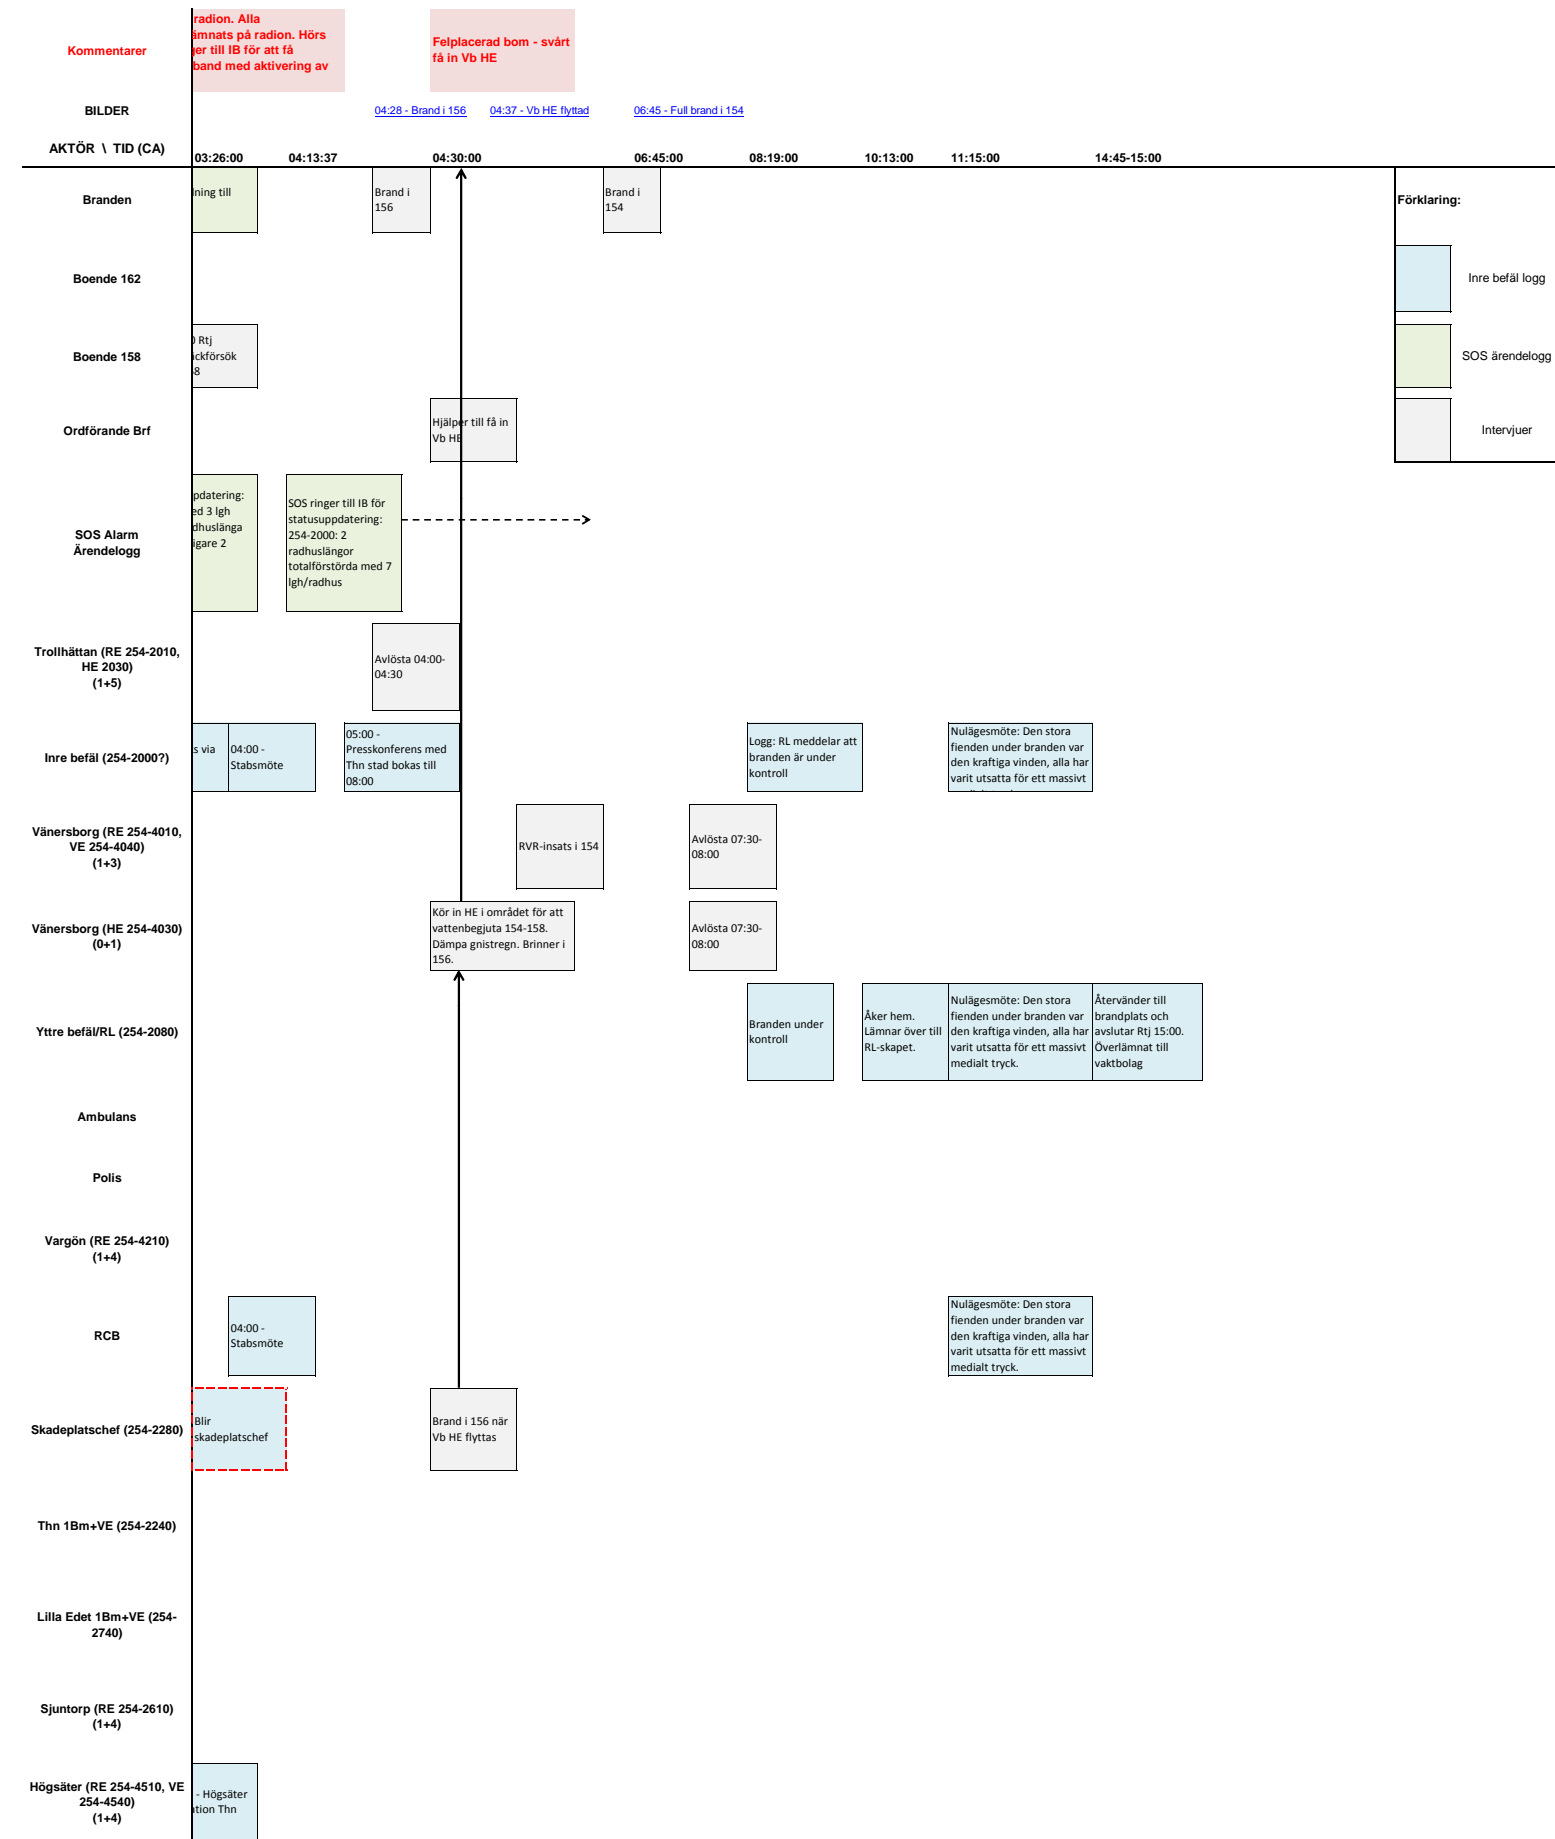 Kommentarer
radion. Alla
ämnats på radion. Hörs
ger till IB för att få
band med aktivering av
Felplacerad bom - svårt
få in Vb HE
BILDER
04:28 - Brand i 156
04:37 - Vb HE flyttad
06:45 - Full brand i 154
AKTÖR \ TID (CA)
03:26:00
04:13:37
04:30:00
06:45:00
08:19:00
10:13:00
11:15:00
14:45-15:00
Branden
lning till
Brand i
156
Brand i
154
Förklaring:
Boende 162
Inre befäl logg
Boende 158
Rtj
ckförsök
8
SOS ärendelogg
Ordförande Brf
Hjälper till få in
Vb HE
Intervjuer
SOS Alarm
Ärendelogg
pdatering:
ed 3 lgh
dhuslänga
igare 2
SOS ringer till IB för
statusuppdatering:
254-2000: 2
radhuslängor
totalförstörda med 7
lgh/radhus
Trollhättan (RE 254-2010,
HE 2030)
(1+5)
Avlösta 04:00-
04:30
Inre befäl (254-2000?)
s via
04:00 -
Stabsmöte
05:00 -
Presskonferens med
Thn stad bokas till
08:00
Logg: RL meddelar att
branden är under
kontroll
Nulägesmöte: Den stora
fienden under branden var
den kraftiga vinden, alla har
varit utsatta för ett massivt
Vänersborg (RE 254-4010,
VE 254-4040)
(1+3)
RVR-insats i 154
Avlösta 07:30-
08:00
Vänersborg (HE 254-4030)
(0+1)
Kör in HE i området för att
vattenbegjuta 154-158.
Dämpa gnistregn. Brinner i
156.
Avlösta 07:30-
08:00
Yttre befäl/RL (254-2080)
Branden under
kontroll
Åker hem.
Lämnar över till
RL-skapet.
Nulägesmöte: Den stora
fienden under branden var
den kraftiga vinden, alla har
varit utsatta för ett massivt
medialt tryck.
Återvänder till
brandplats och
avslutar Rtj 15:00.
Överlämnat till
vaktbolag
Ambulans
Polis
Vargön (RE 254-4210)
(1+4)
RCB
04:00 -
Stabsmöte
Nulägesmöte: Den stora
fienden under branden var
den kraftiga vinden, alla har
varit utsatta för ett massivt
medialt tryck.
Skadeplatschef (254-2280)
Blir
skadeplatschef
Brand i 156 när
Vb HE flyttas
Thn 1Bm+VE (254-2240)
Lilla Edet 1Bm+VE (254-
2740)
Sjuntorp (RE 254-2610)
(1+4)
Högsäter (RE 254-4510, VE
254-4540)
(1+4)
- Högsäter
tion Thn